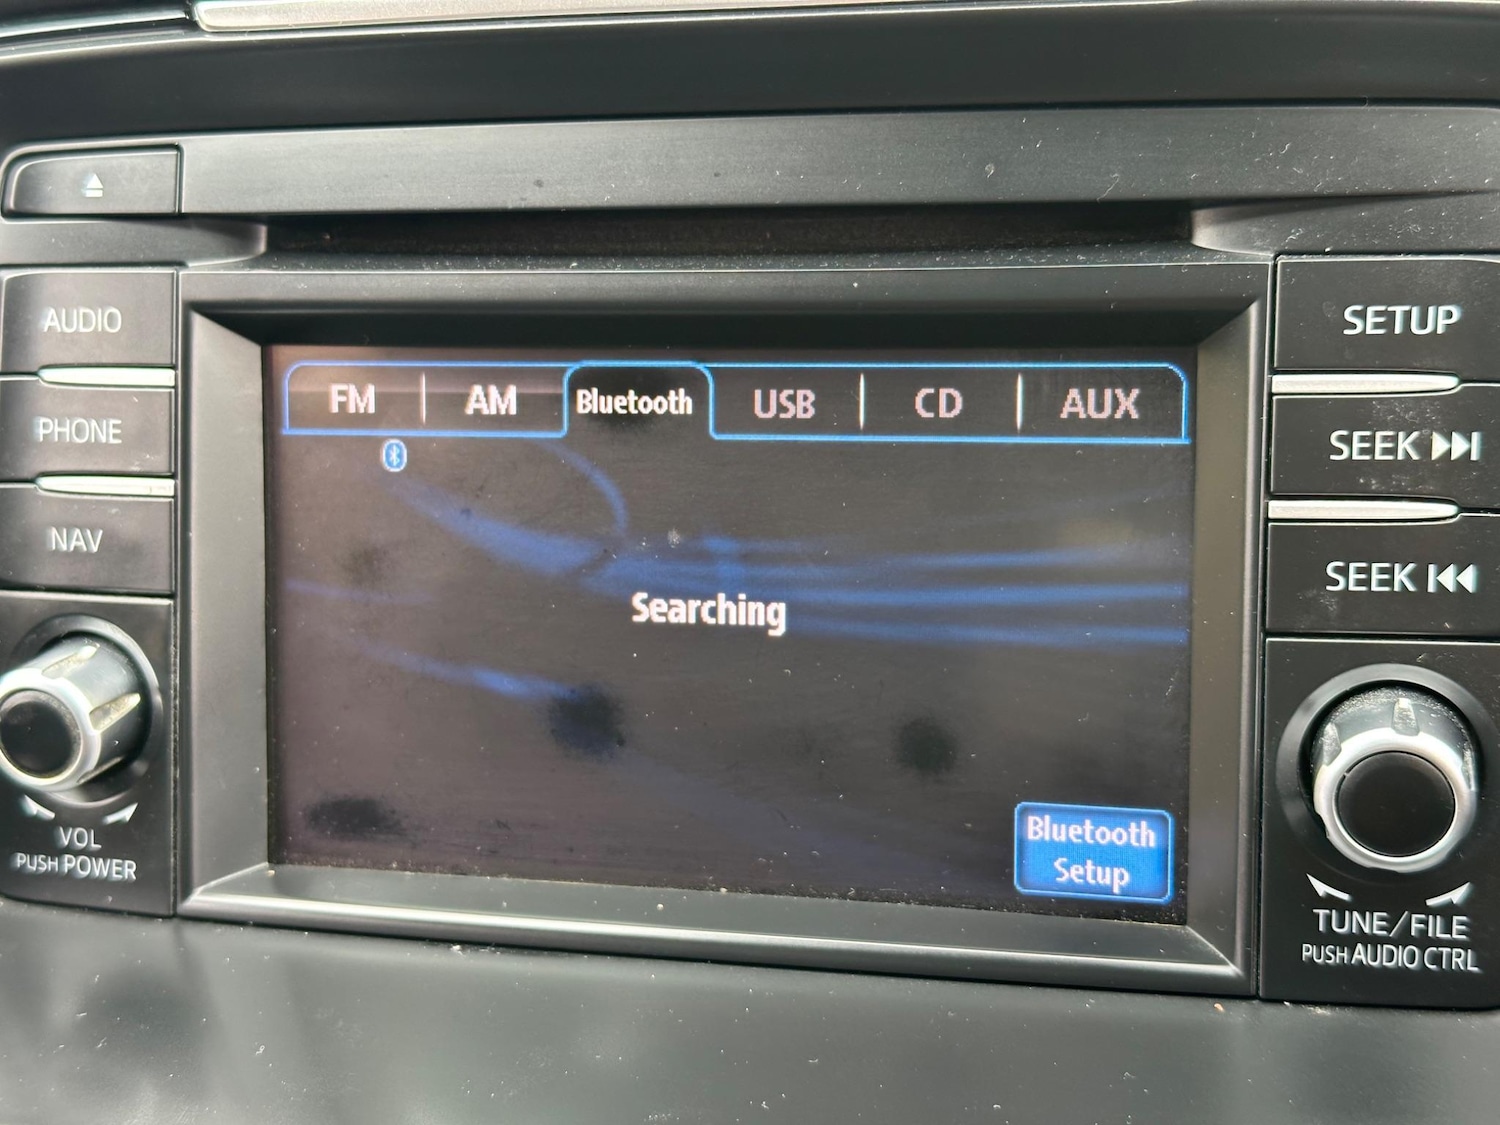 AUDIO
PHONE
NAV
VOL
PUSH POWER
FM AM Bluetooth USB CD AUX
Searching
Bluetooth
Setup
SETUP
SEEK
SEEK
TUNE/FILE
PUSH AUDIO CTRL